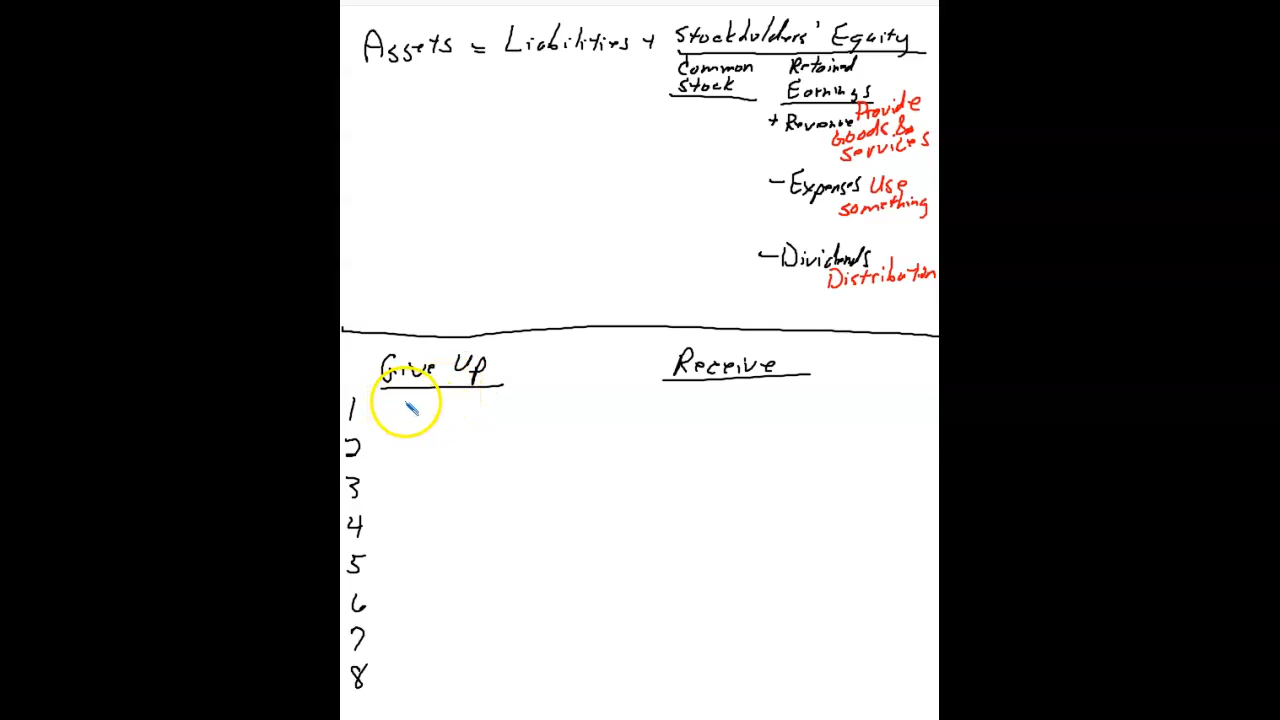 Assets = Liabilities + Stockholders' Equity
Common Stock
Retained Earnings
+ Revenue Provide Goods & Services
- Expenses Use something
- Dividends Distribution
Give Up Receive
1
2
3
4
5
6
7
8